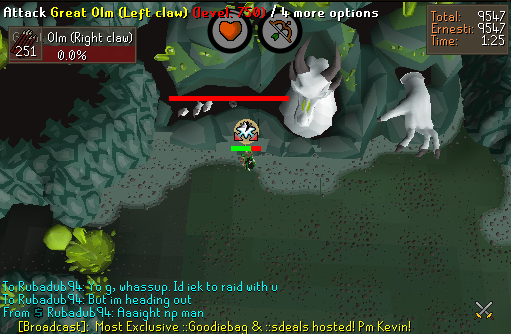 Attack Great Olm (Left claw) (level: 750) / 4 more options
Olm (Right claw)
251
0.0%
Total: 9547
Ernesti: 9547
Time: 1:25
To Rubadub94: Yo g, whassup. Id iek to raid with u
To Rubadub94: But im heading out
From Rubadub94: Aaaight np man
[Broadcast]: Most Exclusive ::Goodiebag & ::sdeals hosted! Pm Kevin!